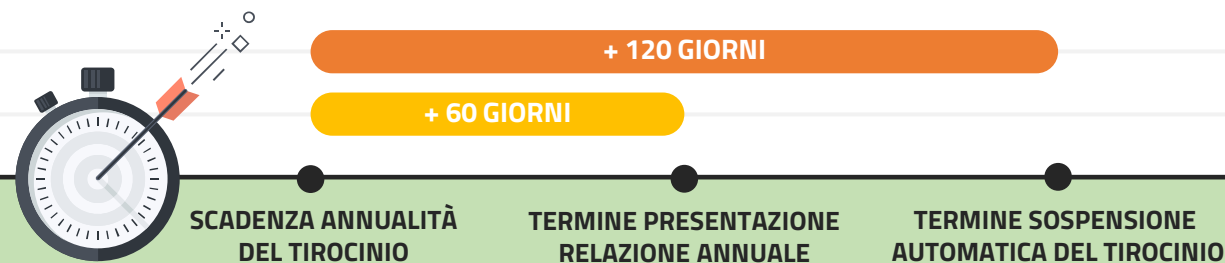 + 120 GIORNI
+ 60 GIORNI
SCADENZA ANNUALITÀ
DEL TIROCINIO
TERMINE PRESENTAZIONE
RELAZIONE ANNUALE
TERMINE SOSPENSIONE
AUTOMATICA DEL TIROCINIO